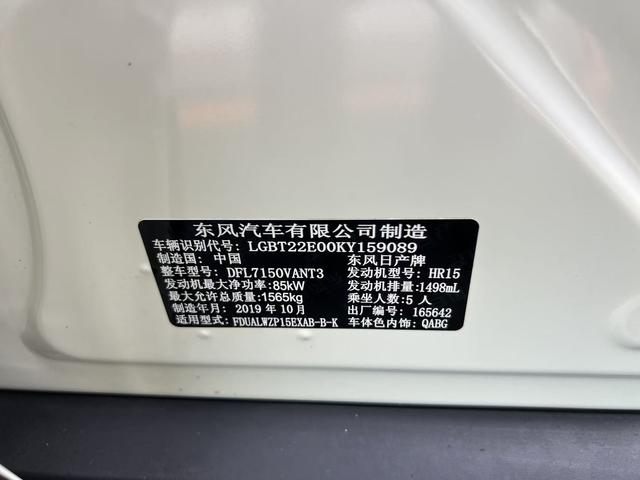 东风汽车有限公司制造
车辆识别代号: LGBT22E00KY159089
制造国: 中国 东风日产牌
整车型号: DFL7150VANT3 发动机型号: HR15
发动机最大净功率: 85kW 发动机排量: 1498mL
最大允许总质量: 1565kg 乘坐人数: 5 人
制造年月: 2019 年 10 月 出厂编号: 165642
适用型式: FDUALWZP15EXAB-B-K 车体色内饰: QABG